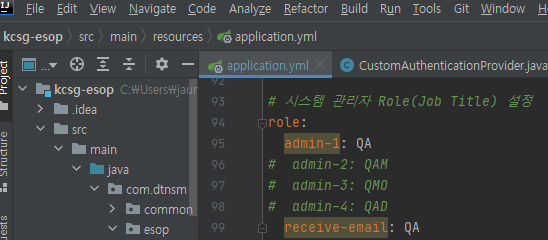 File Edit View Navigate Code Analyze Refactor Build Run Tools
kcsg-esop > src > main > resources > application.yml
... application.yml CustomAuthenticationProvider.java
Project
Structure
kcsg-esop C:￦Users￦jaur
.idea
src
main
java
com.dtnsm
common
esop
92
93 # 시스템 관리자 Role(Job Title) 설정
94 role:
95 admin-1: QA
96 # admin-2: QAM
97 # admin-3: QMO
98 # admin-4: QAD
99 receive-email: QA